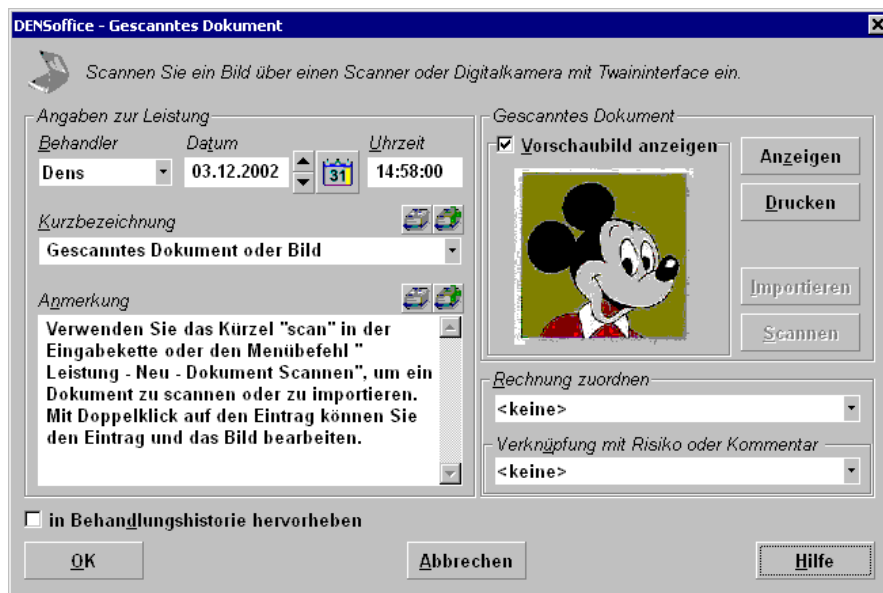 DENSoffice - Gescanntes Dokument
Scannen Sie ein Bild über einen Scanner oder Digitalkamera mit Twaininterface ein.
Angaben zur Leistung
Behandler Datum Uhrzeit
Dens 03.12.2002 31 14:58:00
Kurzbezeichnung
Gescanntes Dokument oder Bild
Anmerkung
Verwenden Sie das Kürzel "scan" in der
Eingabekette oder den Menübefehl "
Leistung - Neu - Dokument Scannen", um ein
Dokument zu scannen oder zu importieren.
Mit Doppelklick auf den Eintrag können Sie
den Eintrag und das Bild bearbeiten.
Gescanntes Dokument
Vorschaubild anzeigen
Anzeigen
Drucken
Importieren
Scannen
Rechnung zuordnen
<keine>
Verknüpfung mit Risiko oder Kommentar
<keine>
in Behandlungshistorie hervorheben
OK Abbrechen Hilfe